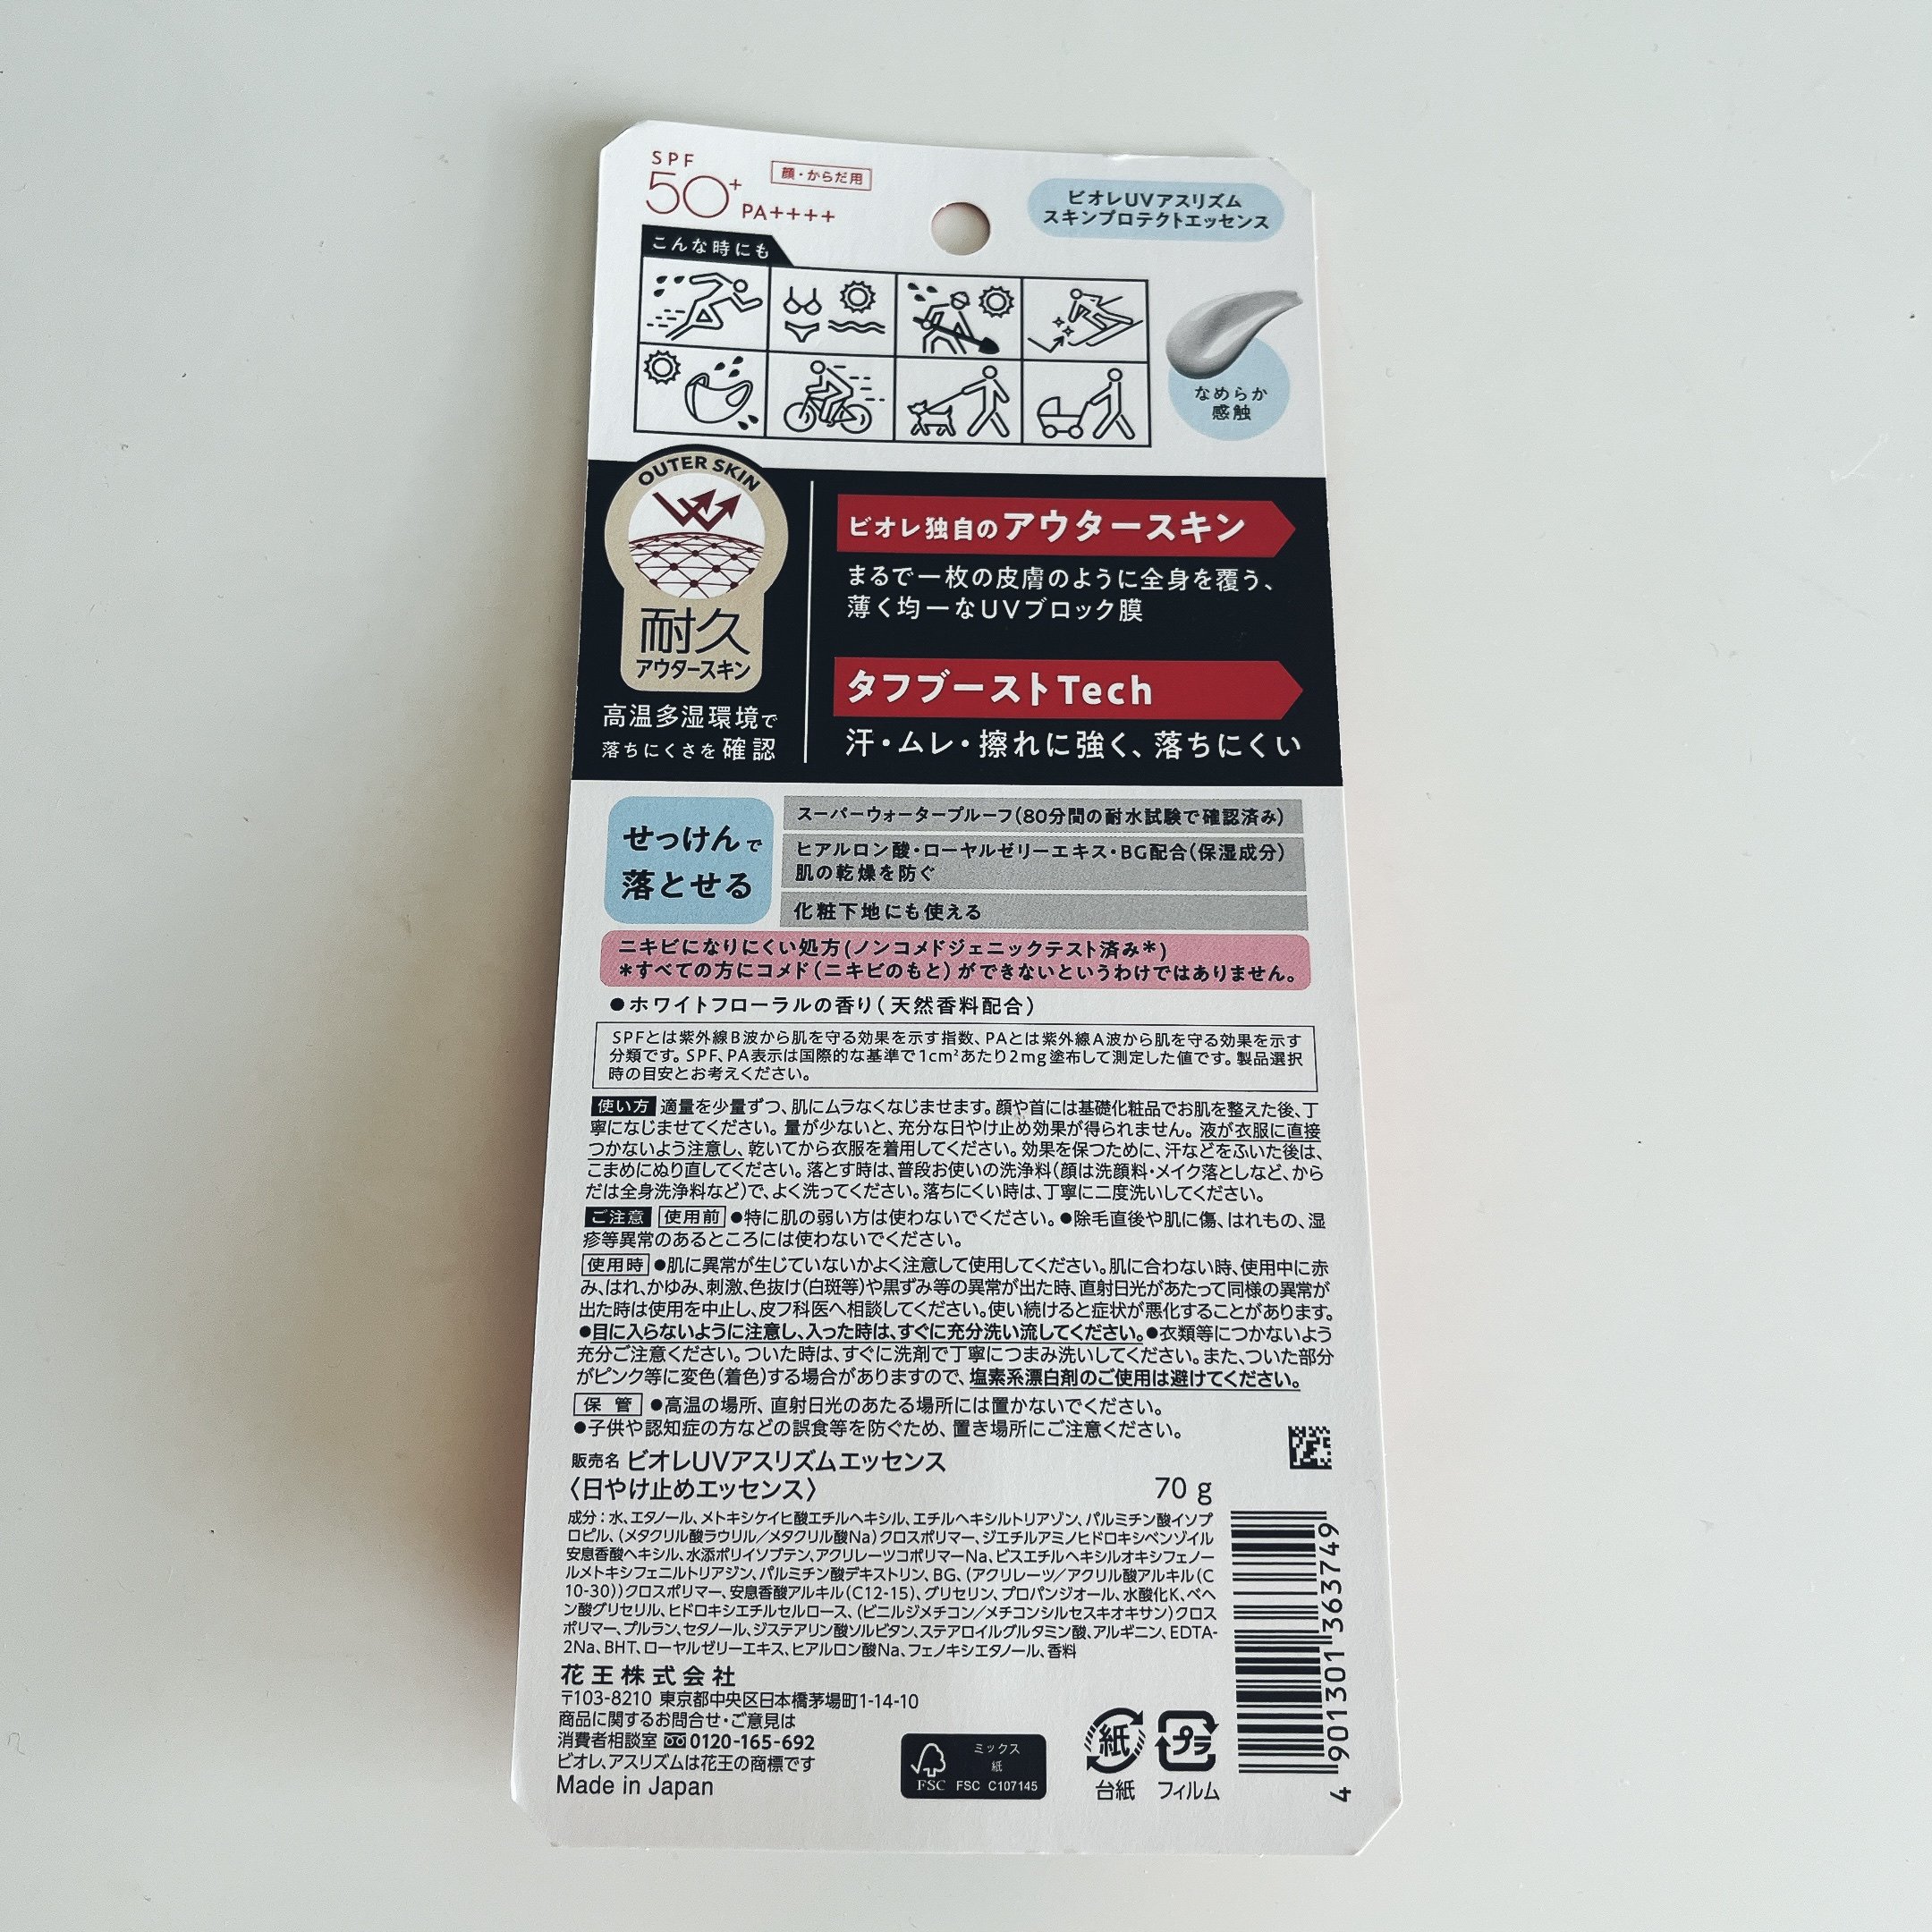 SPF
50+ PA++++
顔・からだ用
ビオレUVアスリズム
スキンプロテクトエッセンス
こんな時にも
なめらか
感触
OUTER SKIN
耐久
アウタースキン
高温多湿環境で
落ちにくさを確認
ビオレ独自のアウタースキン
まるで一枚の皮膚のように全身を覆う、
薄く均一なUVブロック膜
タフブーストTech
汗・ムレ・擦れに強く、落ちにくい
せっけんで
落とせる
スーパーウォータープルーフ(80分間の耐水試験で確認済み)
ヒアルロン酸・ローヤルゼリーエキス・BG配合(保湿成分)
肌の乾燥を防ぐ
化粧下地にも使える
ニキビになりにくい処方(ノンコメドジェニックテスト済み*)
*すべての方にコメド(ニキビのもと)ができないというわけではありません。
●ホワイトフローラルの香り(天然香料配合)
SPFとは紫外線B波から肌を守る効果を示す指数、PAとは紫外線A波から肌を守る効果を示す
分類です。SPF、PA表示は国際的な基準で1cm²あたり2mg塗布して測定した値です。製品選択
時の目安とお考えください。
使い方 適量を少量ずつ、肌にムラなくなじませます。顔や首には基礎化粧品でお肌を整えた後、丁
寧になじませてください。量が少ないと、充分な日やけ止め効果が得られません。液が衣服に直接
つかないよう注意し、乾いてから衣服を着用してください。効果を保つために、汗などをふいた後は、
こまめにぬり直してください。落とす時は、普段お使いの洗浄料(顔は洗顔料・メイク落としなど、から
だは全身洗浄料など)で、よく洗ってください。落ちにくい時は、丁寧に二度洗いしてください。
ご注意 使用前 ●特に肌の弱い方は使わないでください。●除毛直後や肌に傷、はれもの、湿
疹等異常のあるところには使わないでください。
使用時 ●肌に異常が生じていないかよく注意して使用してください。肌に合わない時、使用中に赤
み、はれ、かゆみ、刺激、色抜け(白斑等)や黒ずみ等の異常が出た時、直射日光があたって同様の異常が
出た時は使用を中止し、皮フ科医へ相談してください。使い続けると症状が悪化することがあります。
●目に入らないように注意し、入った時は、すぐに充分洗い流してください。●衣類等につかないよう
充分ご注意ください。ついた時は、すぐに洗剤で丁寧につまみ洗いしてください。また、ついた部分
がピンク等に変色(着色)する場合がありますので、塩素系漂白剤のご使用は避けてください。
保 管 ●高温の場所、直射日光のあたる場所には置かないでください。
●子供や認知症の方などの誤食等を防ぐため、置き場所にご注意ください。
販売名 ビオレUVアスリズムエッセンス
〈日やけ止めエッセンス〉 70 g
成分:水、エタノール、メトキシケイヒ酸エチルヘキシル、エチルヘキシルトリアゾン、パルミチン酸イソプ
ロピル、(メタクリル酸ラウリル/メタクリル酸Na)クロスポリマー、ジエチルアミノヒドロキシベンゾイル
安息香酸ヘキシル、水添ポリイソブテン、アクリレーツコポリマーNa、ビスエチルヘキシルオキシフェノー
ルメトキシフェニルトリアジン、パルミチン酸デキストリン、BG、(アクリレーツ/アクリル酸アルキル(C
10-30))クロスポリマー、安息香酸アルキル(C12-15)、グリセリン、プロパンジオール、水酸化K、ベヘ
ン酸グリセリル、ヒドロキシエチルセルロース、(ビニルジメチコン/メチコンシルセスキオキサン)クロス
ポリマー、プルラン、セタノール、ジステアリン酸ソルビタン、ステアロイルグルタミン酸、アルギニン、EDTA-
2Na、BHT、ローヤルゼリーエキス、ヒアルロン酸Na、フェノキシエタノール、香料
花王株式会社
〒103-8210 東京都中央区日本橋茅場町1-14-10
商品に関するお問合せ・ご意見は
消費者相談室 0120-165-692
ビオレ、アスリズムは花王の商標です
Made in Japan
FSC
ミックス
紙
FSC C107145
紙
台紙
プラ
フィルム
4 901301 363749